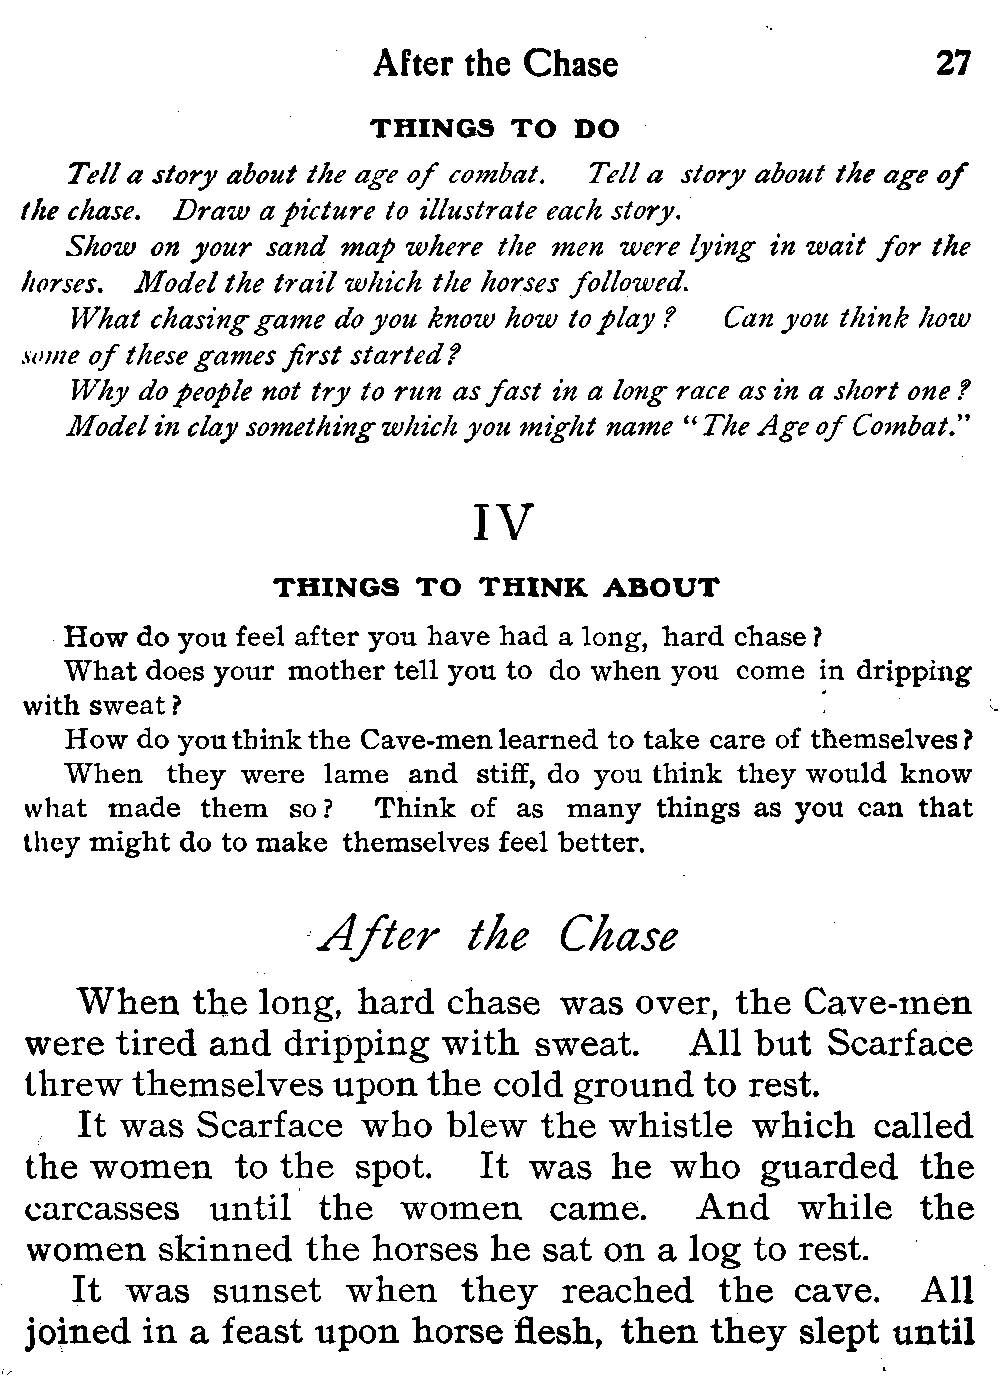 After the Chase 27
THINGS TO DO
Tell a story about the age of combat. Tell a story about the age of
the chase. Draw a picture to illustrate each story.
Show on your sand map where the men were lying in wait for the
horses. Model the trail which the horses followed.
What chasing game do you know how to play? Can you think how
some of these games first started?
Why do people not try to run as fast in a long race as in a short one?
Model in clay something which you might name "The Age of Combat."
IV
THINGS TO THINK ABOUT
How do you feel after you have had a long, hard chase?
What does your mother tell you to do when you come in dripping
with sweat?
How do you think the Cave-men learned to take care of themselves?
When they were lame and stiff, do you think they would know
what made them so? Think of as many things as you can that
they might do to make themselves feel better.
After the Chase
When the long, hard chase was over, the Cave-men
were tired and dripping with sweat. All but Scarface
threw themselves upon the cold ground to rest.
It was Scarface who blew the whistle which called
the women to the spot. It was he who guarded the
carcasses until the women came. And while the
women skinned the horses he sat on a log to rest.
It was sunset when they reached the cave. All
joined in a feast upon horse flesh, then they slept until